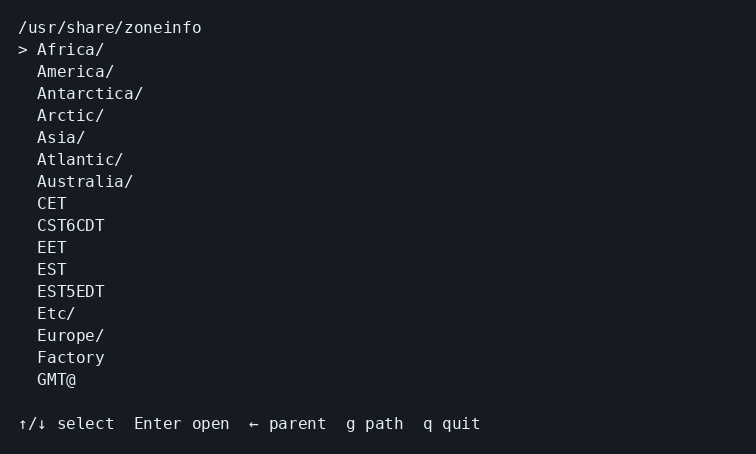 /usr/share/zoneinfo
> Africa/
America/
Antarctica/
Arctic/
Asia/
Atlantic/
Australia/
CET
CST6CDT
EET
EST
EST5EDT
Etc/
Europe/
Factory
GMT@
↑/↓ select  Enter open  ← parent  g path  q quit